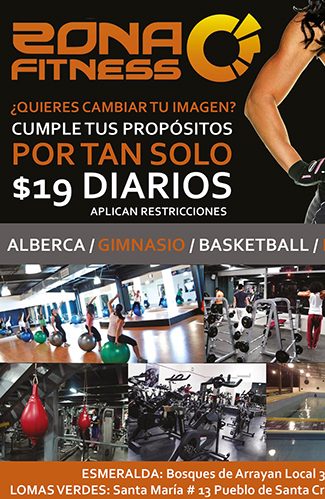 ZONA
FITNESS
¿QUIERES CAMBIAR TU IMAGEN?
CUMPLE TUS PROPÓSITOS
POR TAN SOLO
$19 DIARIOS
APLICAN RESTRICCIONES
ALBERCA / GIMNASIO / BASKETBALL /
ESMERALDA: Bosques de Arrayan Local 3
LOMAS VERDES: Santa María # 13 Pueblo de Santa